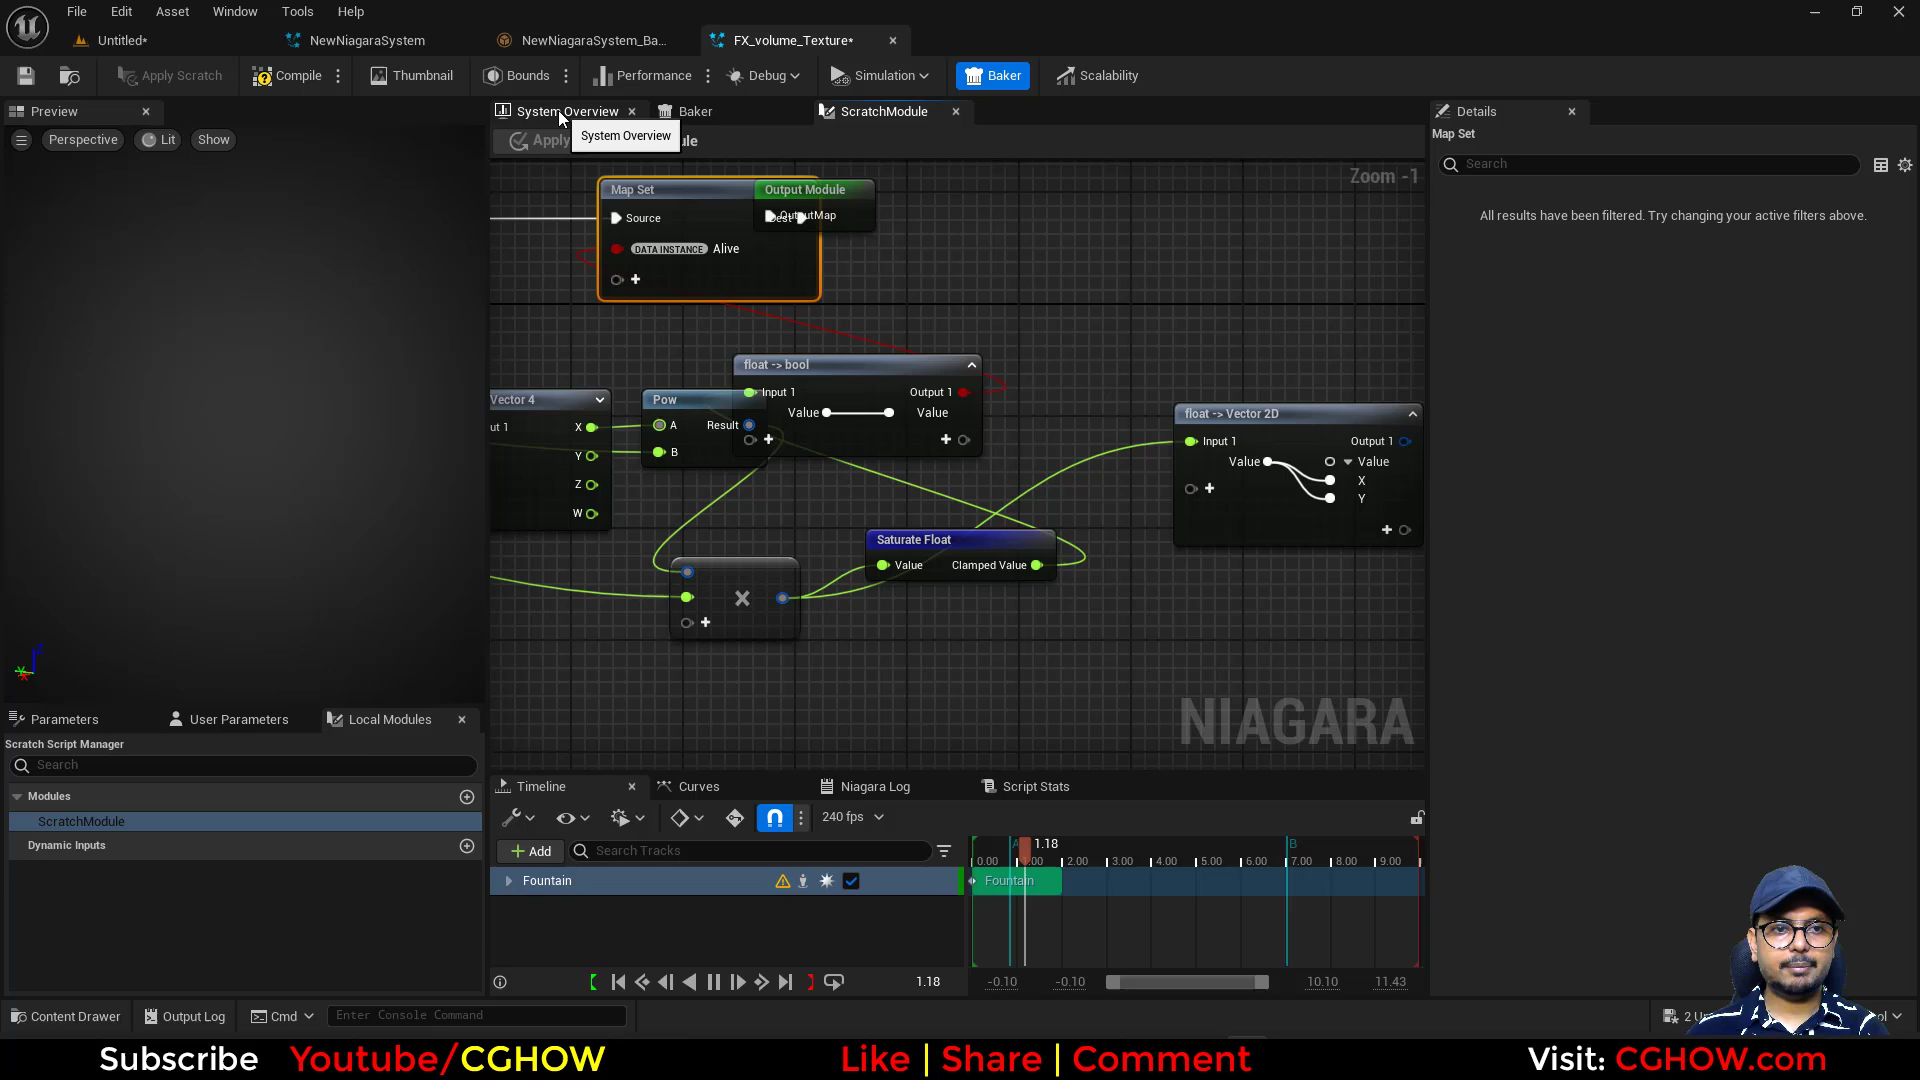 File Edit Asset Window Tools Help
Untitled* NewNiagaraSystem NewNiagaraSystem_Ba... FX_volume_Texture*
Apply Scratch Compile Thumbnail Bounds Performance Debug Simulation Baker Scalability
Preview System Overview Baker ScratchModule Details
Perspective Lit Show
Apply System Overview ule
Map Set
Search
All results have been filtered. Try changing your active filters above.
Zoom -1
Map Set Output Module
Source OutputMap
DATA INSTANCE Alive
float -> bool
Input 1 Output 1
Value Value
Vector 4 Pow
ut 1 X A Result
Y B
Z
W
float -> Vector 2D
Input 1 Output 1
Value Value
X
Y
Saturate Float
Value Clamped Value
NIAGARA
Parameters User Parameters Local Modules
Scratch Script Manager
Search
Modules
ScratchModule
Dynamic Inputs
Timeline Curves Niagara Log Script Stats
240 fps
Add Search Tracks
A 1.18 B
0.00 1.00 2.00 3.00 4.00 5.00 6.00 7.00 8.00 9.00
Fountain Fountain
1.18 -0.10 -0.10 10.10 11.43
Content Drawer Output Log Cmd Enter Console Command
Subscribe Youtube/CGHOW Like | Share | Comment Visit: CGHOW.com